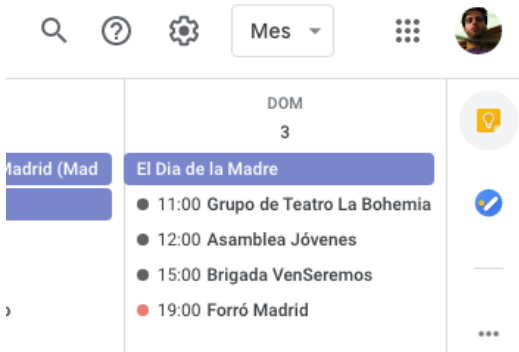 Mes
DOM
3
Madrid (Mad
El Dia de la Madre
11:00 Grupo de Teatro La Bohemia
12:00 Asamblea Jóvenes
15:00 Brigada VenSeremos
19:00 Forró Madrid